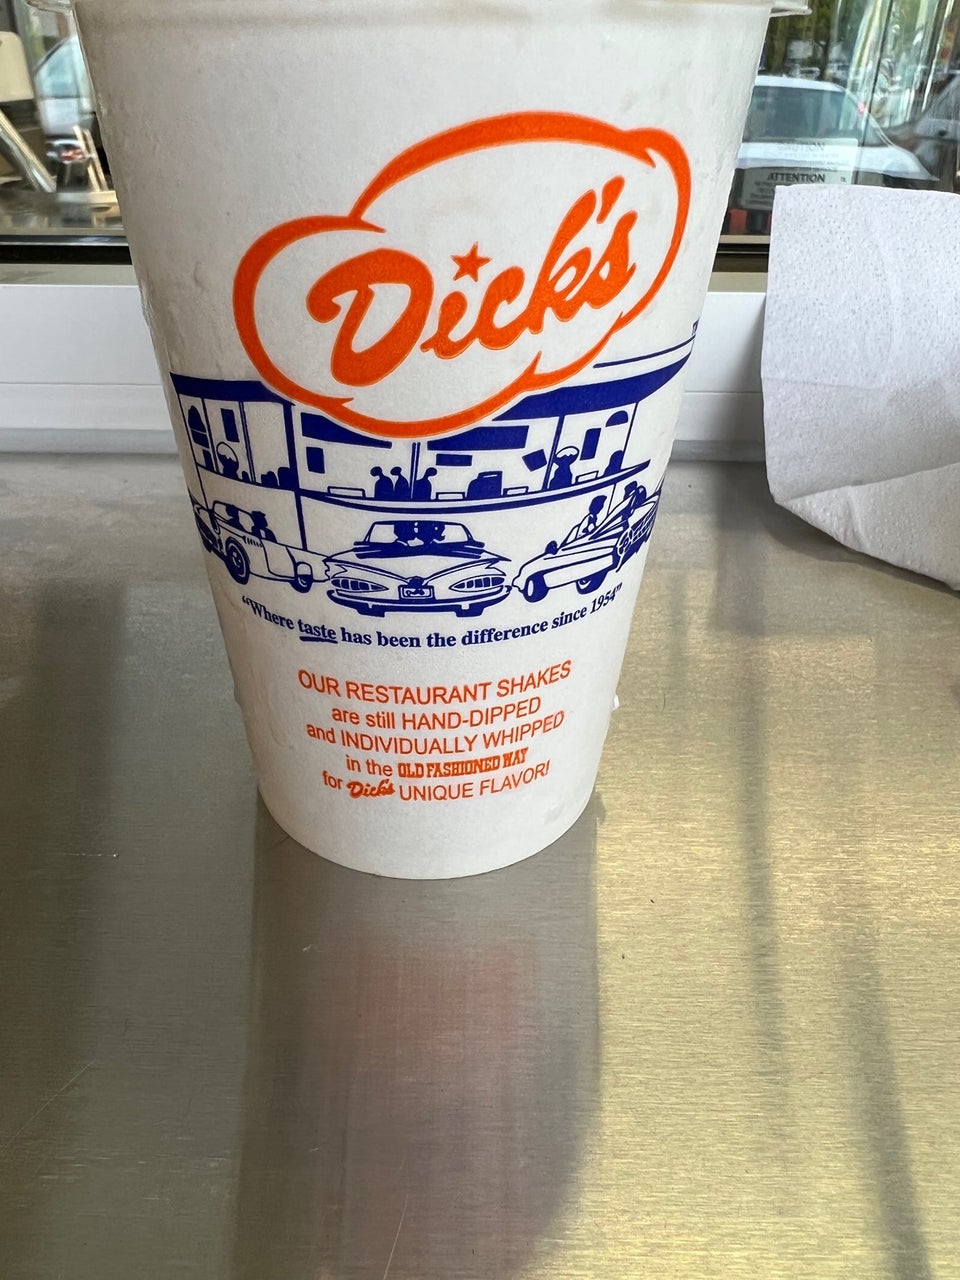 CAUTION
ATTENTION
Dick's
"Where taste has been the difference since 1954"
OUR RESTAURANT SHAKES
are still HAND-DIPPED
and INDIVIDUALLY WHIPPED
in the OLD FASHIONED WAY
for Dick's UNIQUE FLAVOR!